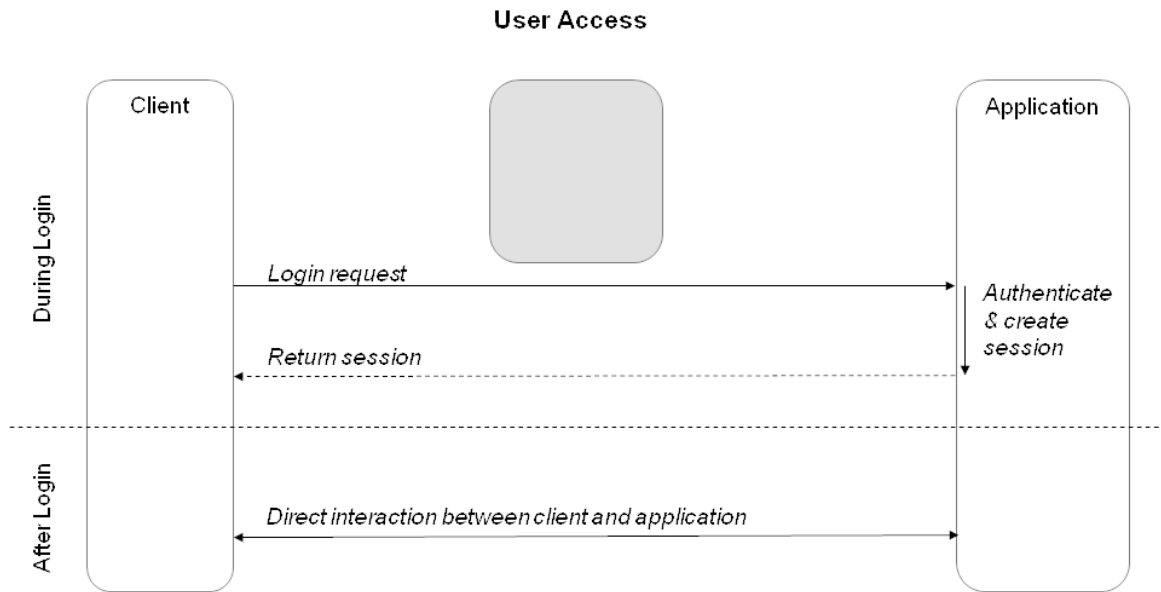 User Access
Client
Application
During Login
Login request
Authenticate
& create
session
Return session
After Login
Direct interaction between client and application